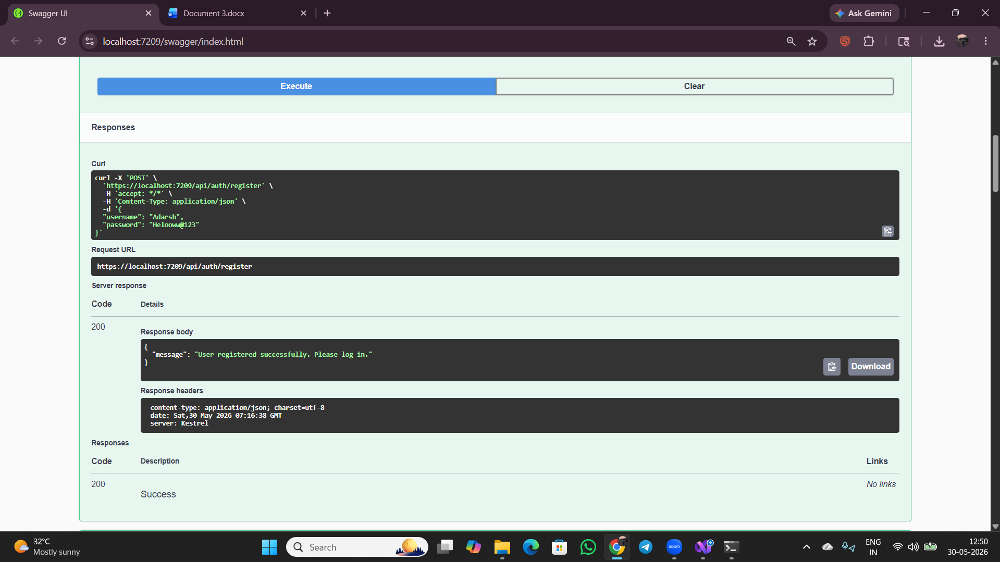 Swagger UI
Document 3.docx
Ask Gemini
localhost:7209/swagger/index.html
Execute
Clear
Responses
Curl
curl -X 'POST' \
'https://localhost:7209/api/auth/register' \
-H 'accept: */*' \
-H 'Content-Type: application/json' \
-d '{
"username": "Adarsh",
"password": "Helooww@123"
}'
Request URL
https://localhost:7209/api/auth/register
Server response
Code Details
200
Response body
{
"message": "User registered successfully. Please log in."
}
Download
Response headers
content-type: application/json; charset=utf-8
date: Sat,30 May 2026 07:16:38 GMT
server: Kestrel
Responses
Code Description Links
200 No links
Success
32°C
Mostly sunny
Search
zoom
ENG
IN
12:50
30-05-2026